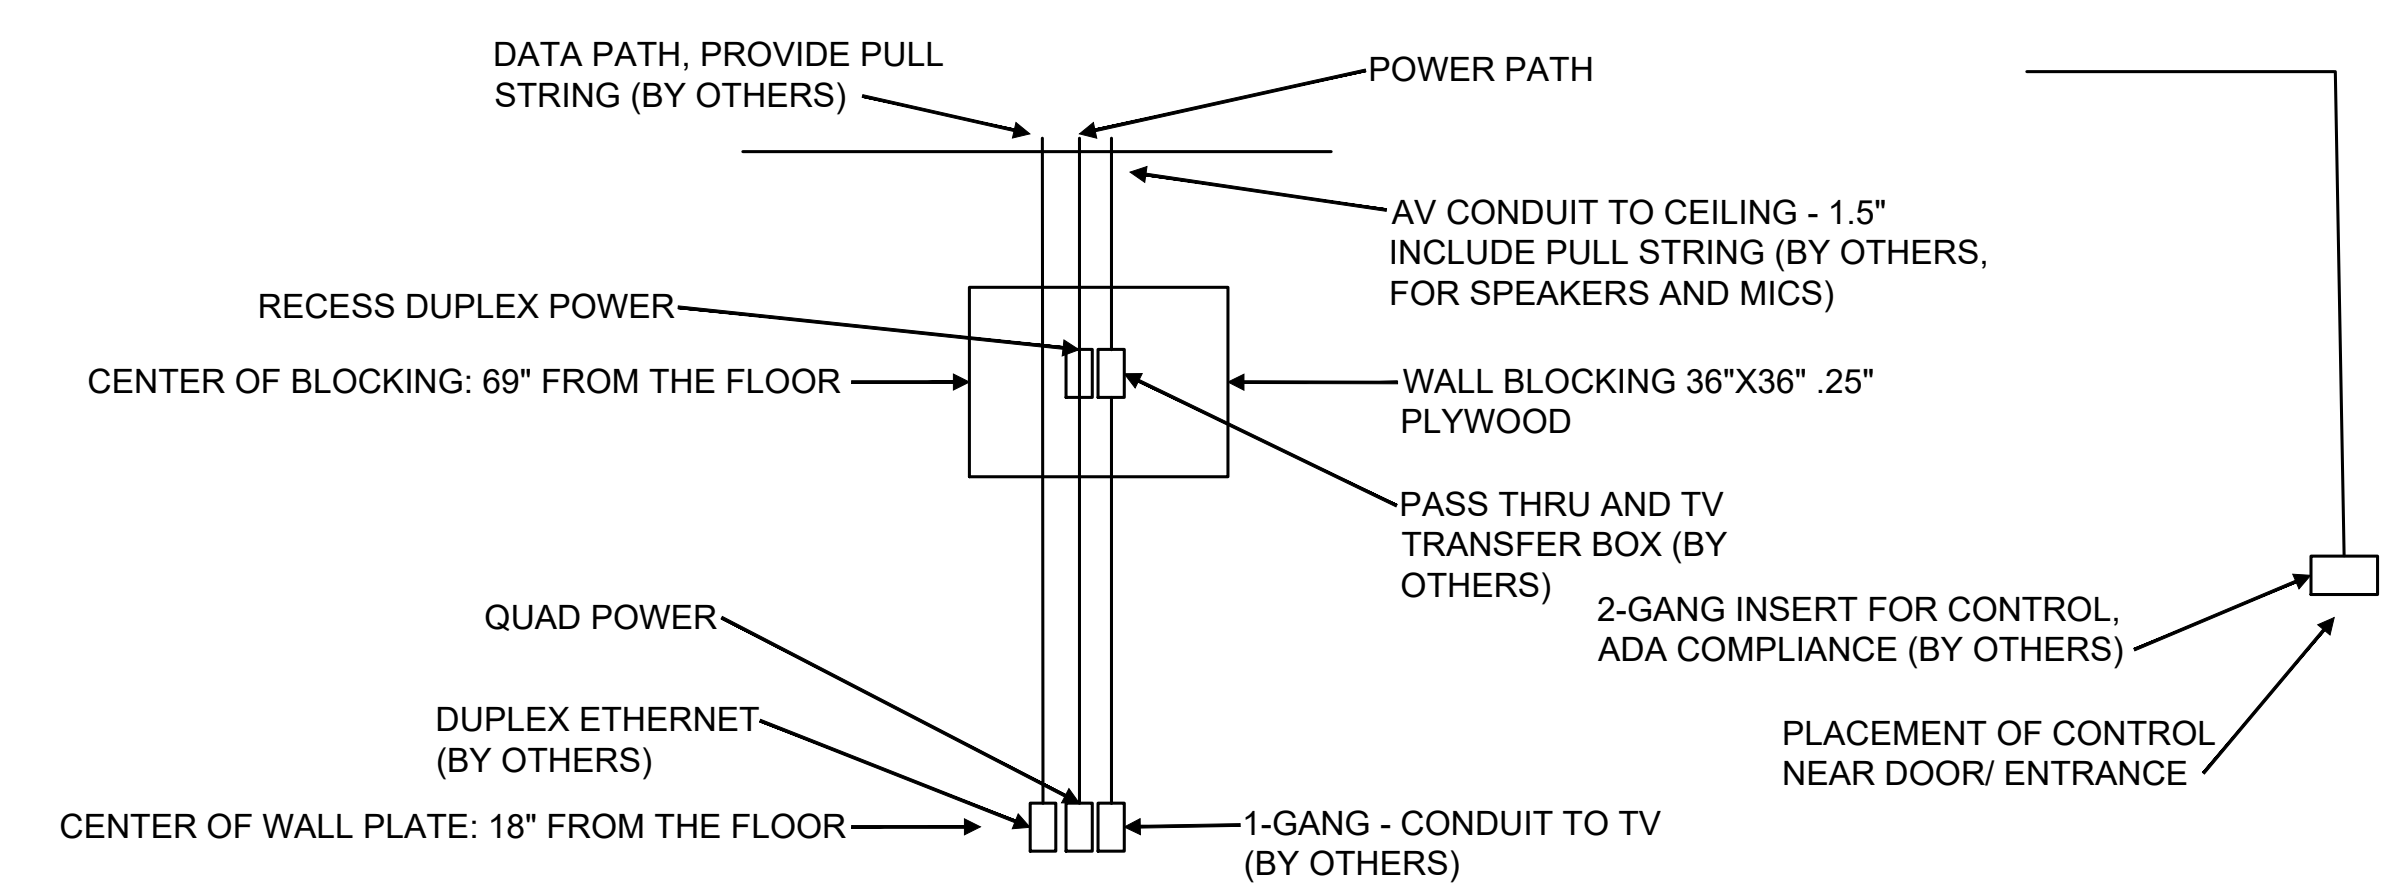 DATA PATH, PROVIDE PULL
STRING (BY OTHERS)
POWER PATH
AV CONDUIT TO CEILING - 1.5"
INCLUDE PULL STRING (BY OTHERS,
FOR SPEAKERS AND MICS)
RECESS DUPLEX POWER
CENTER OF BLOCKING: 69" FROM THE FLOOR
WALL BLOCKING 36"X36" .25"
PLYWOOD
PASS THRU AND TV
TRANSFER BOX (BY
OTHERS)
QUAD POWER
2-GANG INSERT FOR CONTROL,
ADA COMPLIANCE (BY OTHERS)
DUPLEX ETHERNET
(BY OTHERS)
PLACEMENT OF CONTROL
NEAR DOOR/ ENTRANCE
CENTER OF WALL PLATE: 18" FROM THE FLOOR
1-GANG - CONDUIT TO TV
(BY OTHERS)